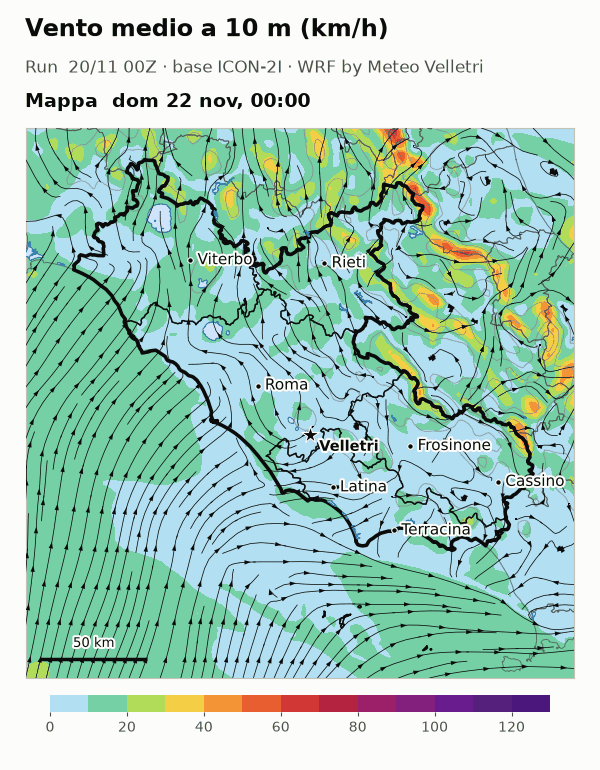 Vento medio a 10 m (km/h)
Run  20/11 00Z · base ICON-2I · WRF by Meteo Velletri
Mappa  dom 22 nov, 00:00
Viterbo
Rieti
Roma
Velletri
Frosinone
Latina
Cassino
Terracina
50 km
0 20 40 60 80 100 120